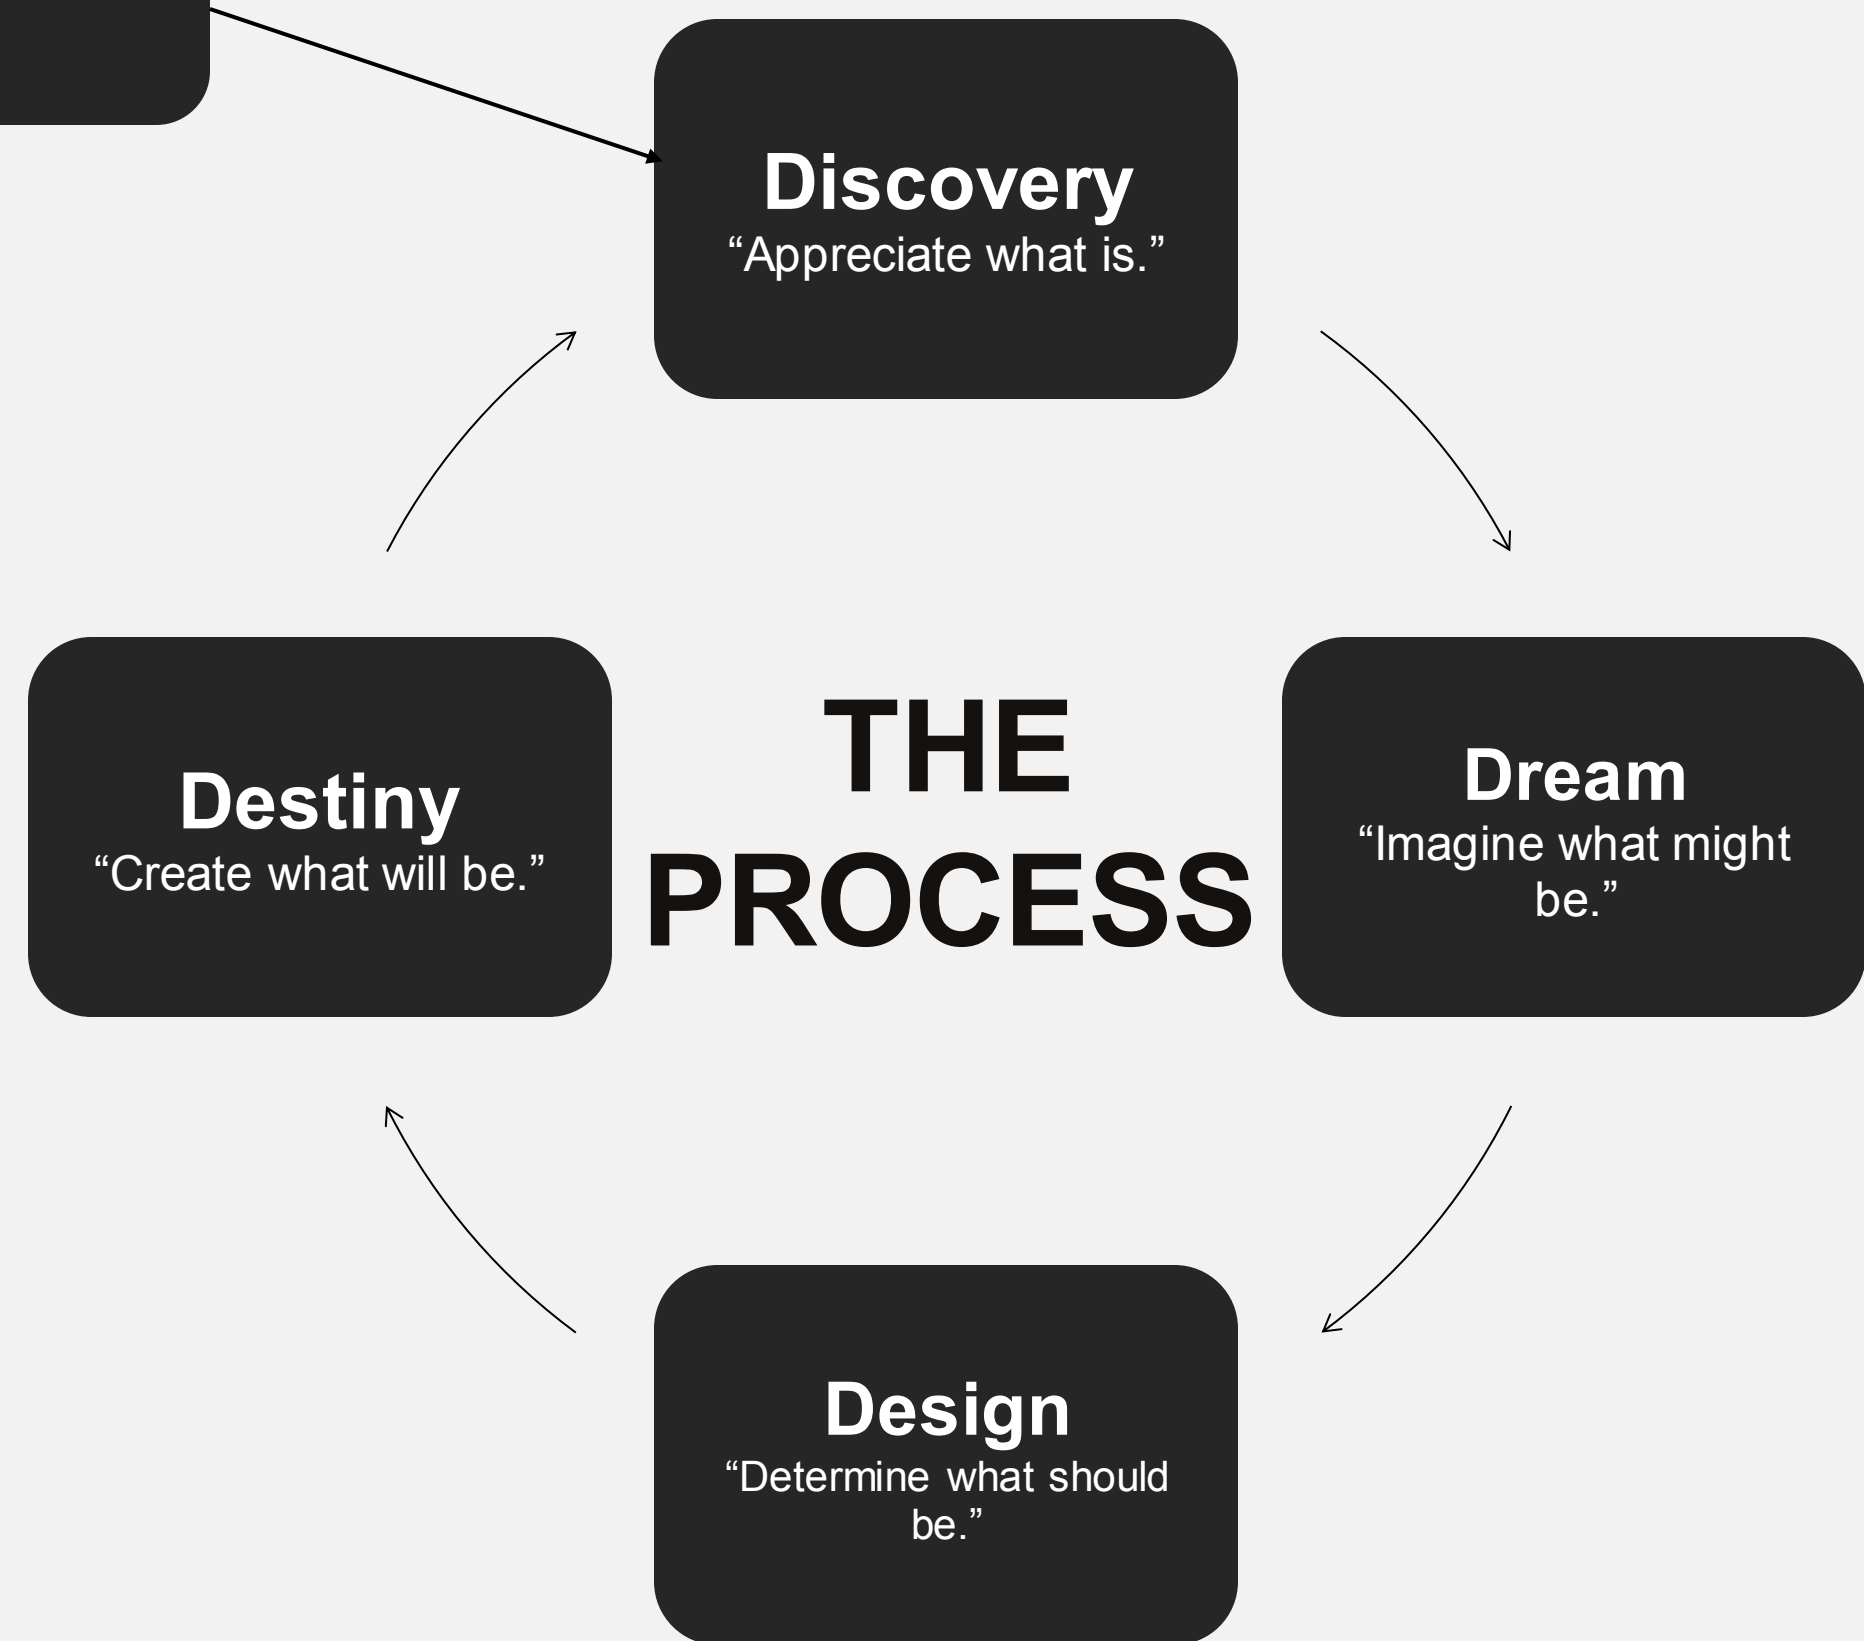 Discovery
“Appreciate what is.”
THE
PROCESS
Destiny
“Create what will be.”
Dream
“Imagine what might
be.”
Design
“Determine what should
be.”